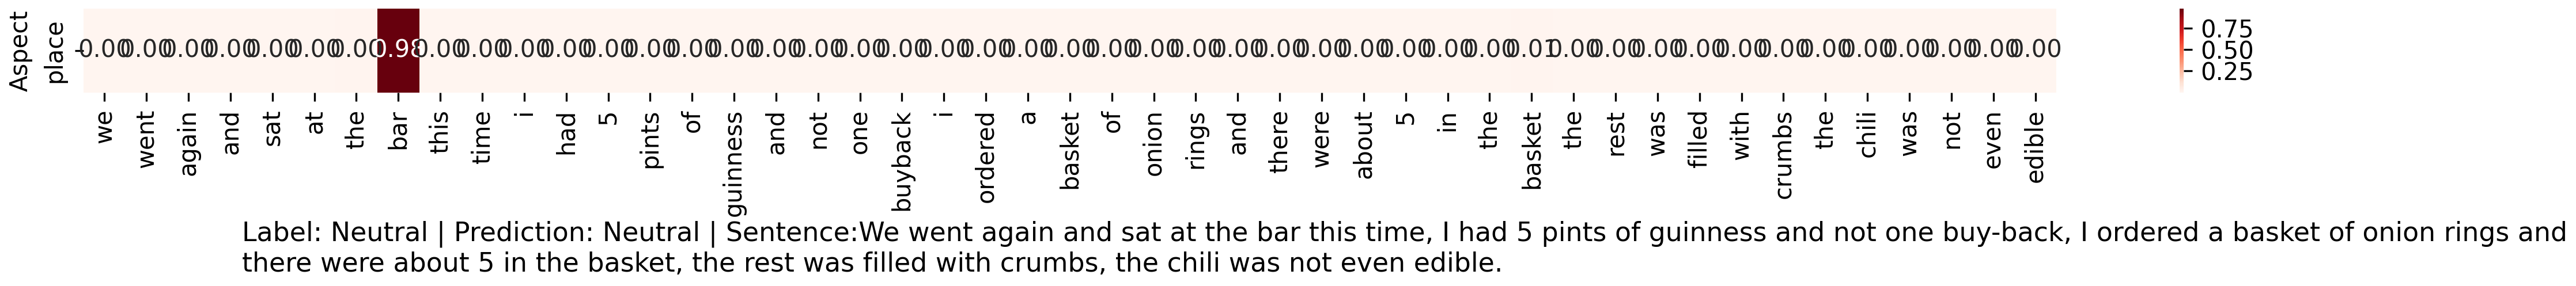 Aspect
place
0.00 0.00 0.00 0.00 0.00 0.00 0.00 0.98 0.00 0.00 0.00 0.00 0.00 0.00 0.00 0.00 0.00 0.00 0.00 0.00 0.00 0.00 0.00 0.00 0.00 0.00 0.00 0.00 0.00 0.00 0.00 0.00 0.00 0.00 0.01 0.00 0.00 0.00 0.00 0.00 0.00 0.00 0.00 0.00 0.00 0.00 0.00
0.75
0.50
0.25
we went again and sat at the bar this time i had 5 pints of guinness and not one buyback i ordered a basket of onion rings and there were about 5 in the basket the rest was filled with crumbs the chili was not even edible
Label: Neutral | Prediction: Neutral | Sentence:We went again and sat at the bar this time, I had 5 pints of guinness and not one buy-back, I ordered a basket of onion rings and
there were about 5 in the basket, the rest was filled with crumbs, the chili was not even edible.